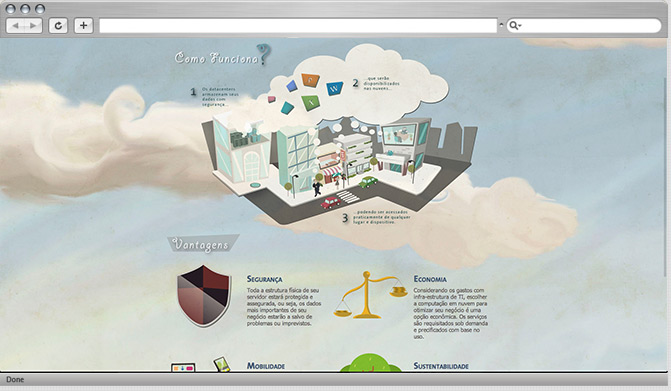 Como Funciona?
1 Os datacenters
armazenam seus
dados com
segurança...
2 ...que serão
disponibilizados
nas nuvens...
W
3 ...podendo ser acessados
praticamente de qualquer
lugar e dispositivo.
Vantagens
SEGURANÇA
Toda a estrutura física de seu
servidor estará protegida e
assegurada, ou seja, os dados
mais importantes de seu
negócio estarão a salvo de
problemas ou imprevistos.
ECONOMIA
Considerando os gastos com
infra-estrutura de TI, escolher
a computação em nuvem para
otimizar seu negócio é uma
opção econômica. Os serviços
são requisitados sob demanda
e precificados com base no
uso.
MOBILIDADE
SUSTENTABILIDADE
Done